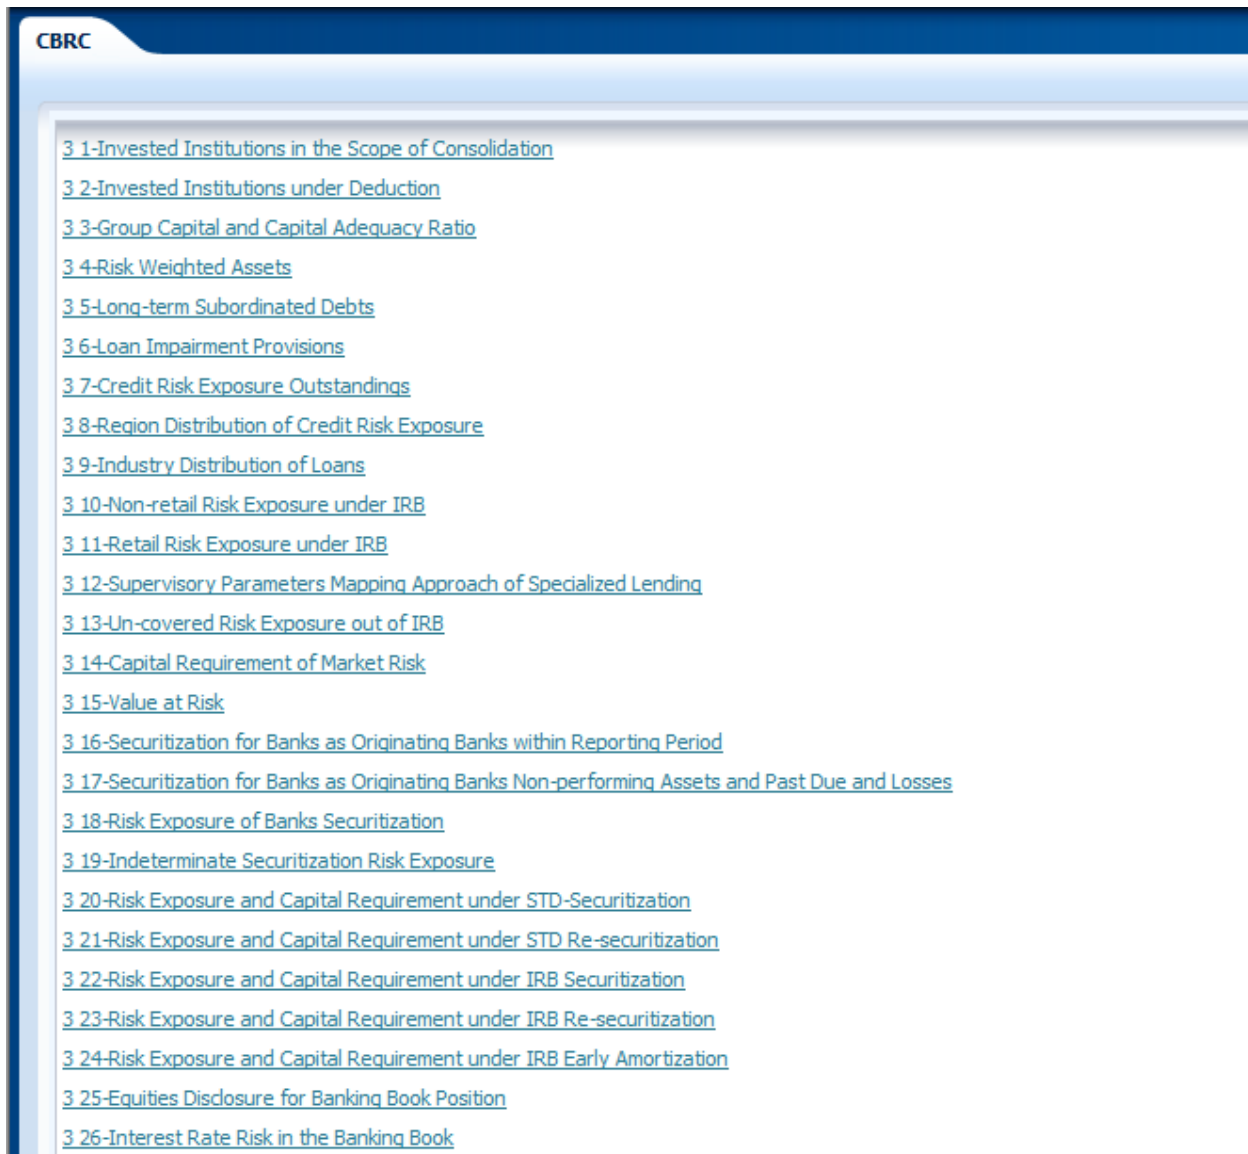 CBRC
3 1-Invested Institutions in the Scope of Consolidation
3 2-Invested Institutions under Deduction
3 3-Group Capital and Capital Adequacy Ratio
3 4-Risk Weighted Assets
3 5-Long-term Subordinated Debts
3 6-Loan Impairment Provisions
3 7-Credit Risk Exposure Outstandings
3 8-Region Distribution of Credit Risk Exposure
3 9-Industry Distribution of Loans
3 10-Non-retail Risk Exposure under IRB
3 11-Retail Risk Exposure under IRB
3 12-Supervisory Parameters Mapping Approach of Specialized Lending
3 13-Un-covered Risk Exposure out of IRB
3 14-Capital Requirement of Market Risk
3 15-Value at Risk
3 16-Securitization for Banks as Originating Banks within Reporting Period
3 17-Securitization for Banks as Originating Banks Non-performing Assets and Past Due and Losses
3 18-Risk Exposure of Banks Securitization
3 19-Indeterminate Securitization Risk Exposure
3 20-Risk Exposure and Capital Requirement under STD-Securitization
3 21-Risk Exposure and Capital Requirement under STD Re-securitization
3 22-Risk Exposure and Capital Requirement under IRB Securitization
3 23-Risk Exposure and Capital Requirement under IRB Re-securitization
3 24-Risk Exposure and Capital Requirement under IRB Early Amortization
3 25-Equities Disclosure for Banking Book Position
3 26-Interest Rate Risk in the Banking Book